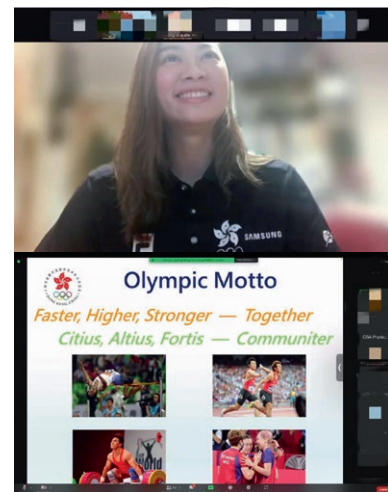 SAMSUNG
Olympic Motto
Faster, Higher, Stronger — Together
Citius, Altius, Fortis — Communiter